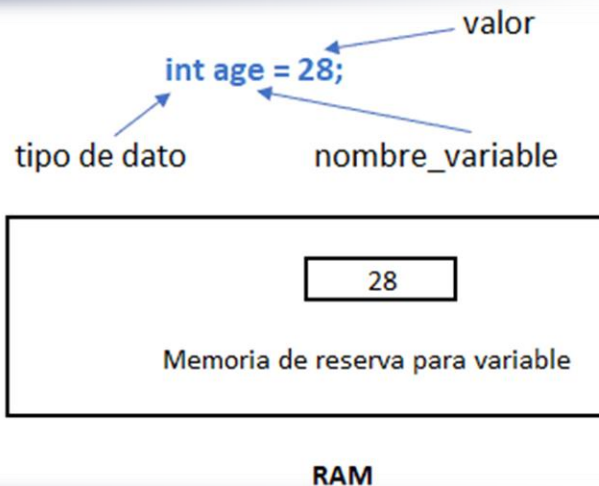 valor
int age = 28;
tipo de dato nombre_variable
28
Memoria de reserva para variable
RAM